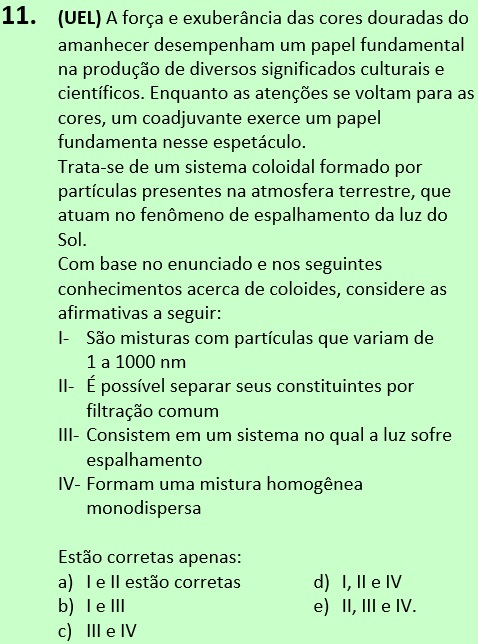 11. (UEL) A força e exuberância das cores douradas do
amanhecer desempenham um papel fundamental
na produção de diversos significados culturais e
científicos. Enquanto as atenções se voltam para as
cores, um coadjuvante exerce um papel
fundamenta nesse espetáculo.
Trata-se de um sistema coloidal formado por
partículas presentes na atmosfera terrestre, que
atuam no fenômeno de espalhamento da luz do
Sol.
Com base no enunciado e nos seguintes
conhecimentos acerca de coloides, considere as
afirmativas a seguir:
I- São misturas com partículas que variam de
1 a 1000 nm
II- É possível separar seus constituintes por
filtração comum
III- Consistem em um sistema no qual a luz sofre
espalhamento
IV- Formam uma mistura homogênea
monodispersa
Estão corretas apenas:
a) I e II estão corretas
b) I e III
c) III e IV
d) I, II e IV
e) II, III e IV.